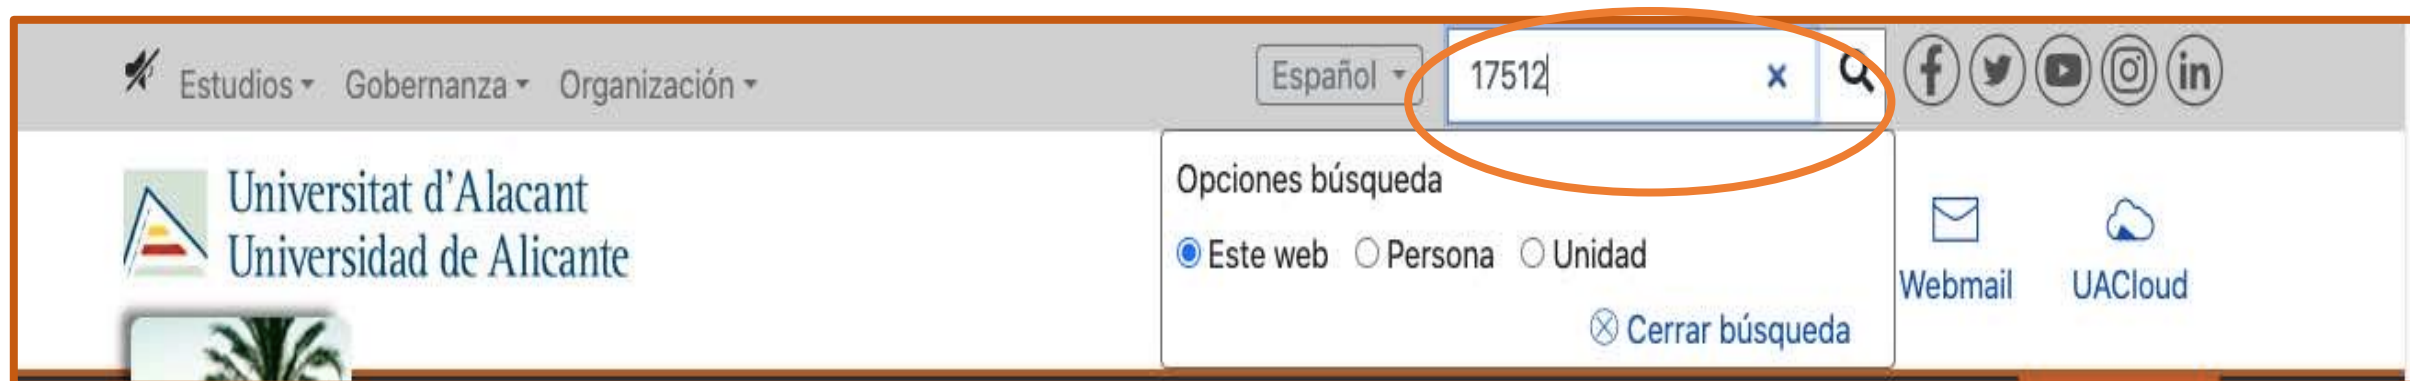 Estudios Gobernanza Organización Español 17512
Universitat d'Alacant
Universidad de Alicante
Opciones búsqueda
Este web Persona Unidad
Cerrar búsqueda
Webmail UACloud